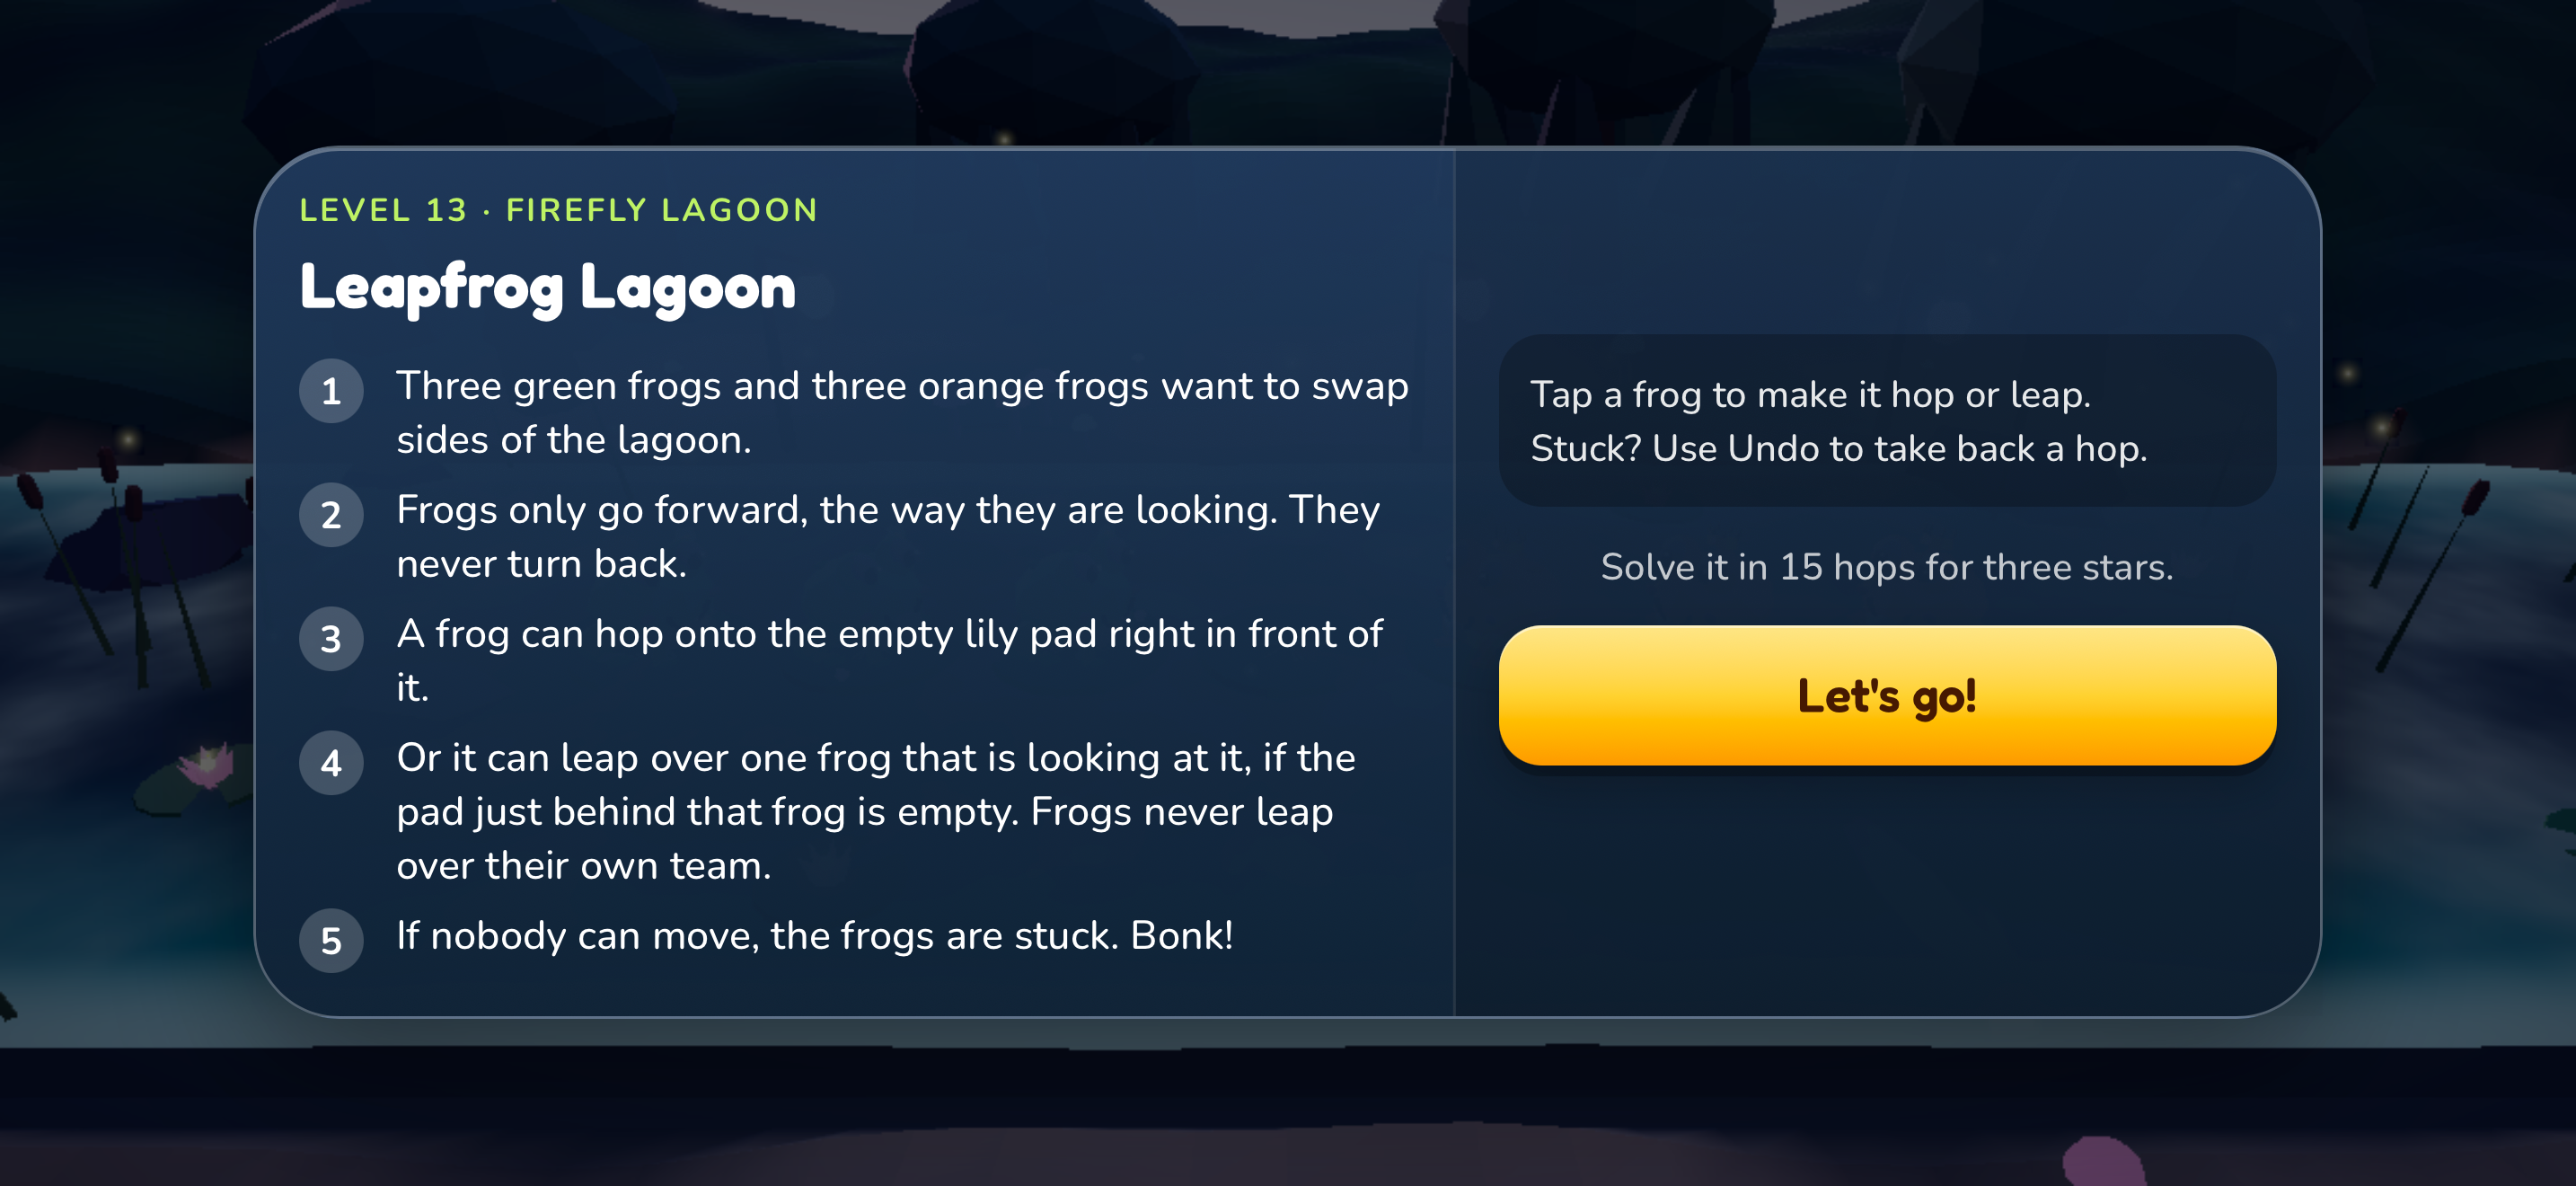 LEVEL 13 · FIREFLY LAGOON
Leapfrog Lagoon
1 Three green frogs and three orange frogs want to swap
sides of the lagoon.
2 Frogs only go forward, the way they are looking. They
never turn back.
3 A frog can hop onto the empty lily pad right in front of
it.
4 Or it can leap over one frog that is looking at it, if the
pad just behind that frog is empty. Frogs never leap
over their own team.
5 If nobody can move, the frogs are stuck. Bonk!
Tap a frog to make it hop or leap.
Stuck? Use Undo to take back a hop.
Solve it in 15 hops for three stars.
Let's go!